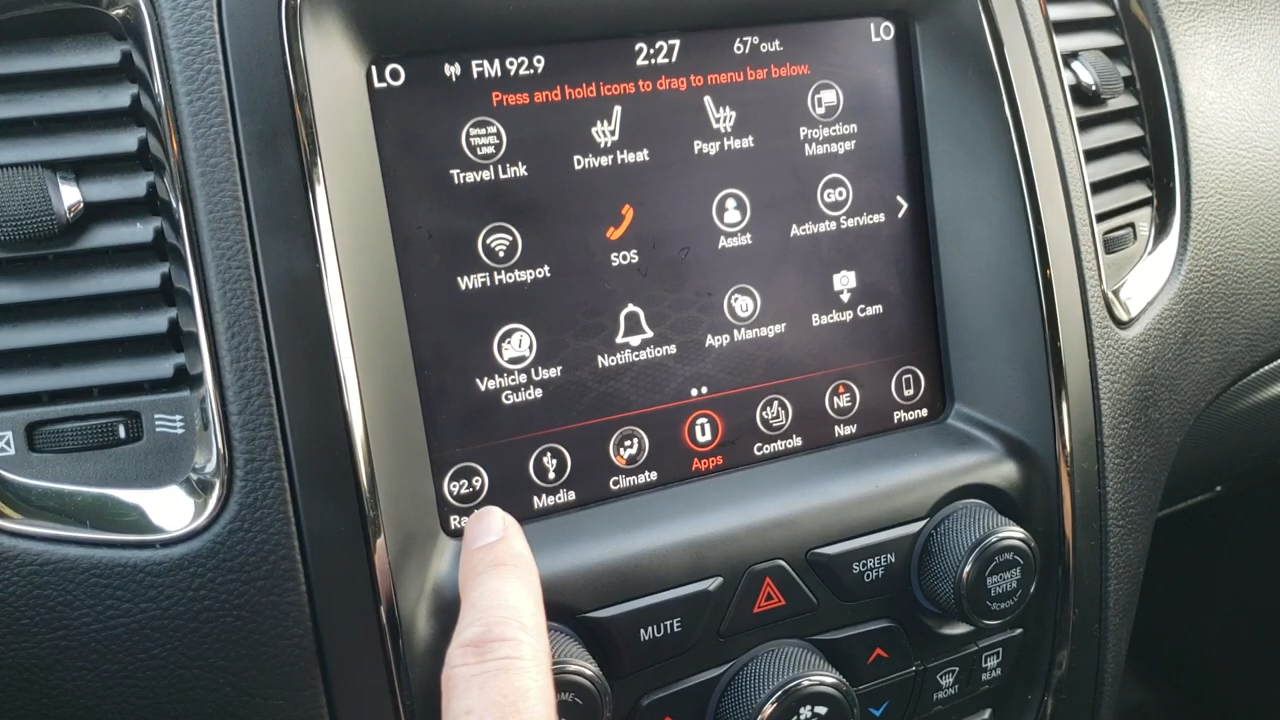 LO FM 92.9 2:27 67°out. LO
Press and hold icons to drag to menu bar below.
Sirius XM
TRAVEL
LINK
Travel Link
Driver Heat
Psgr Heat
Projection
Manager
WiFi Hotspot
SOS
Assist
GO
Activate Services
Vehicle User
Guide
Notifications
App Manager
Backup Cam
92.9
Media
Climate
Apps
Controls
NE
Nav
Phone
MUTE
SCREEN
OFF
TUNE
BROWSE
ENTER
SCROLL
FRONT
REAR